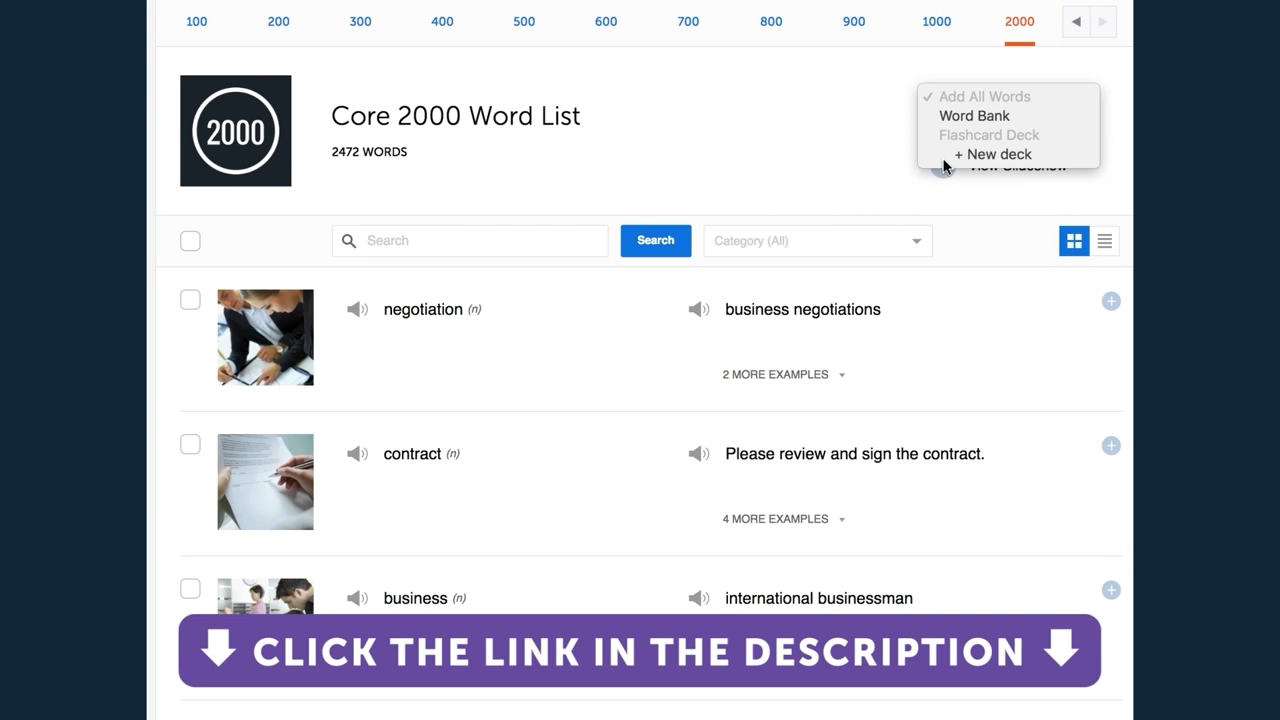 100 200 300 400 500 600 700 800 900 1000 2000
2000
Core 2000 Word List
2472 WORDS
✓ Add All Words
Word Bank
Flashcard Deck
+ New deck
View Slideshow
Search
Search
Category (All)
negotiation (n)
business negotiations
2 MORE EXAMPLES
contract (n)
Please review and sign the contract.
4 MORE EXAMPLES
business (n)
international businessman
CLICK THE LINK IN THE DESCRIPTION